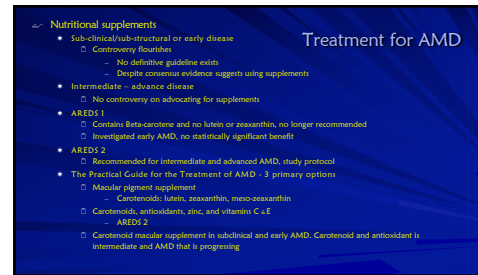 Treatment for AMD
Nutritional supplements
Sub-clinical/sub-structural or early disease
Controversy flourishes
– No definitive guideline exists
– Despite consensus evidence suggests using supplements
Intermediate – advance disease
No controversy on advocating for supplements
AREDS 1
Contains Beta-carotene and no lutein or zeaxanthin, no longer recommended
Investigated early AMD, no statistically significant benefit
AREDS 2
Recommended for intermediate and advanced AMD, study protocol
The Practical Guide for the Treatment of AMD - 3 primary options
Macular pigment supplement
– Carotenoids: lutein, zeaxanthin, meso-zeaxanthin
Carotenoids, antioxidants, zinc, and vitamins C & E
– AREDS 2
Carotenoid macular supplement in subclinical and early AMD. Carotenoid and antioxidant is
intermediate and AMD that is progressing